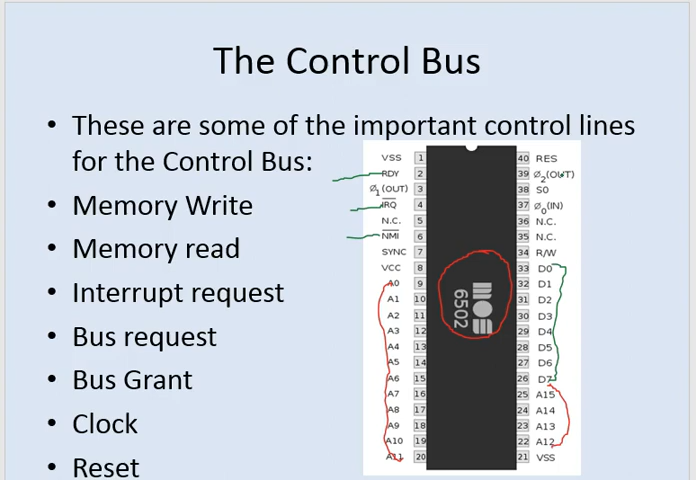 The Control Bus
• These are some of the important control lines
for the Control Bus:
• Memory Write
• Memory read
• Interrupt request
• Bus request
• Bus Grant
• Clock
• Reset
VSS 1
RDY 2
Ø1(OUT) 3
IRQ 4
N.C. 5
NMI 6
SYNC 7
VCC 8
A0 9
A1 10
A2 11
A3 12
A4 13
A5 14
A6 15
A7 16
A8 17
A9 18
A10 19
A11 20
MOS
6502
40 RES
39 Ø2(OUT)
38 SO
37 Ø0(IN)
36 N.C.
35 N.C.
34 R/W
33 D0
32 D1
31 D2
30 D3
29 D4
28 D5
27 D6
26 D7
25 A15
24 A14
23 A13
22 A12
21 VSS